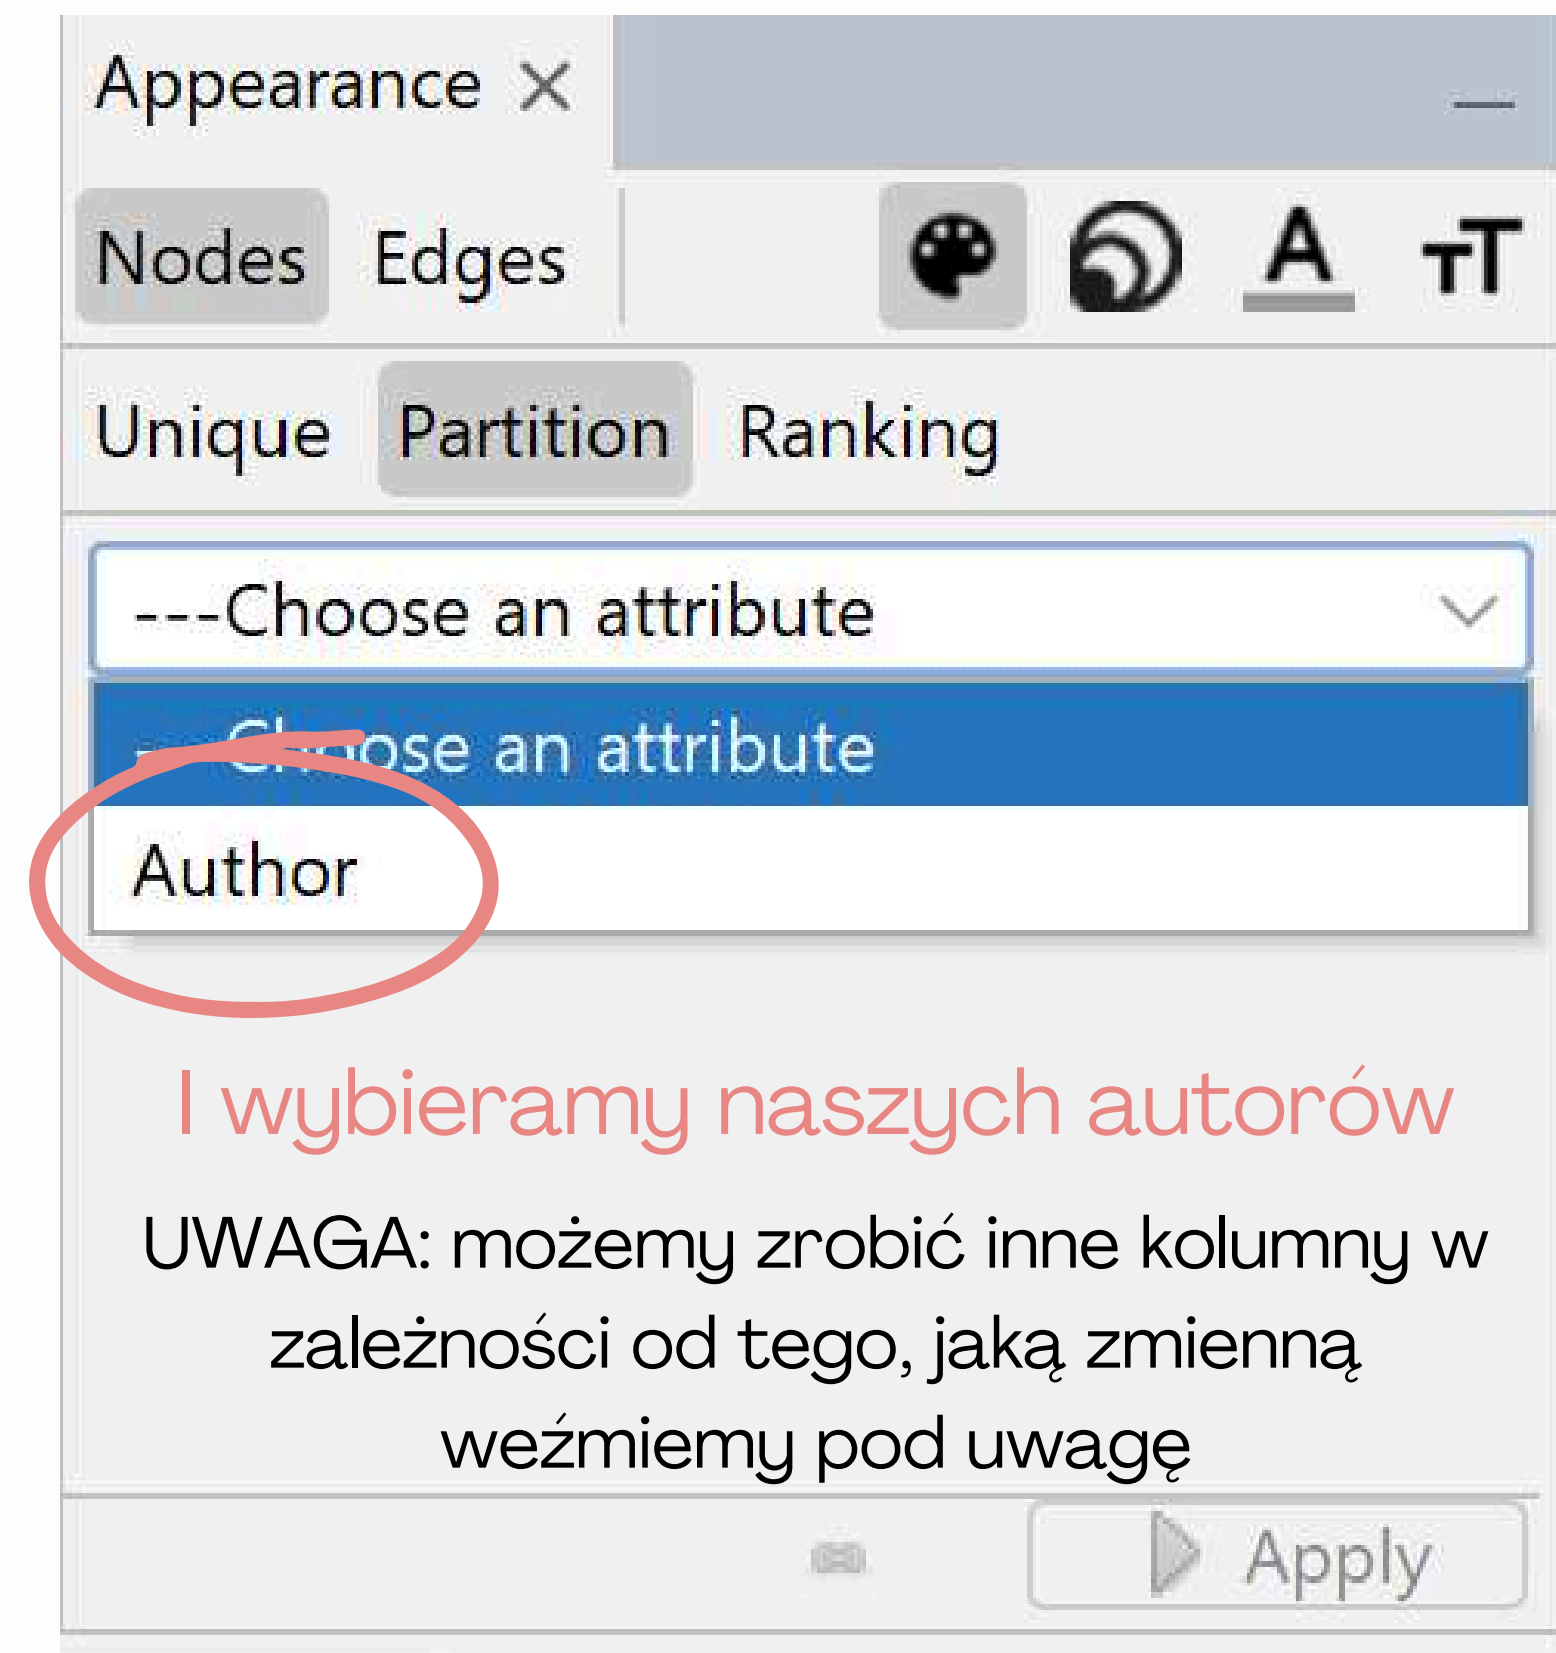 Appearance
Nodes Edges A TT
Unique Partition Ranking
---Choose an attribute
---Choose an attribute
Author
I wybieramy naszych autorów
UWAGA: możemy zrobić inne kolumny w
zależności od tego, jaką zmienną
weźmiemy pod uwagę
Apply